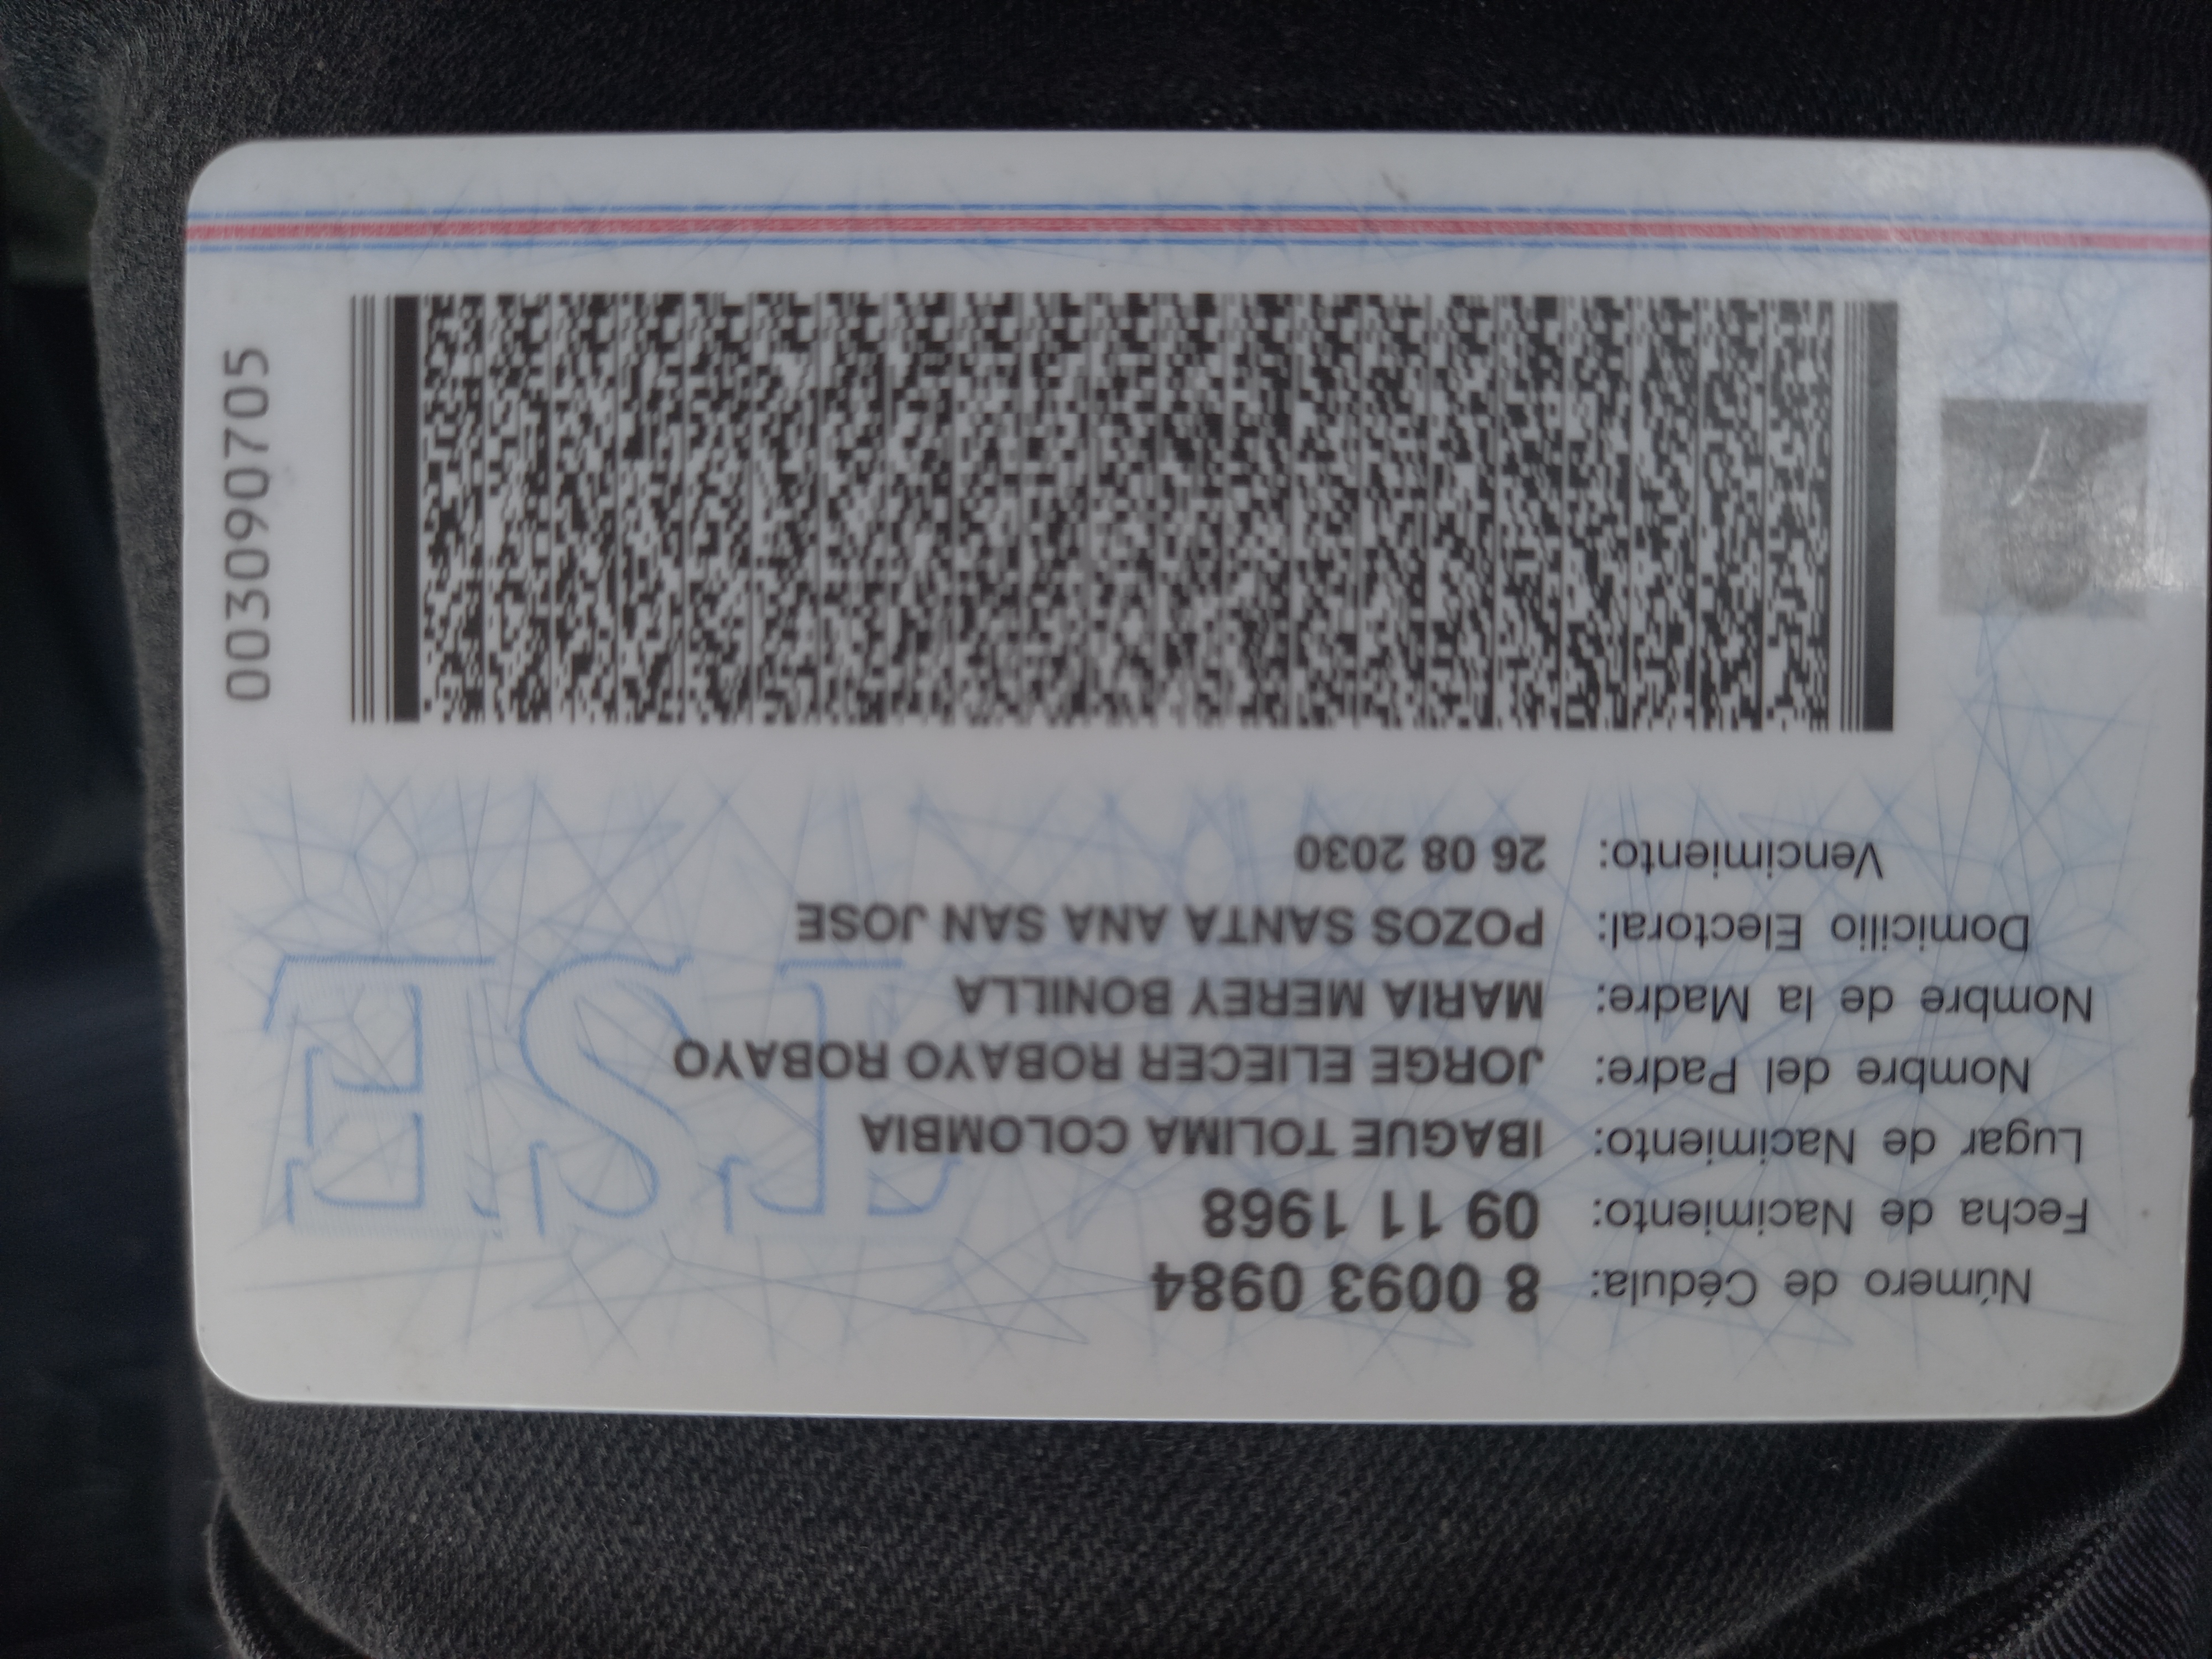 Número de Cédula: 8 0093 0984
Fecha de Nacimiento: 09 11 1968
Lugar de Nacimiento: IBAGUE TOLIMA COLOMBIA
Nombre del Padre: JORGE ELIECER ROBAYO ROBAYO
Nombre de la Madre: MARIA MEREY BONILLA
Domicilio Electoral: POZOS SANTA ANA SAN JOSE
Vencimiento: 26 08 2030
TSE
003090705